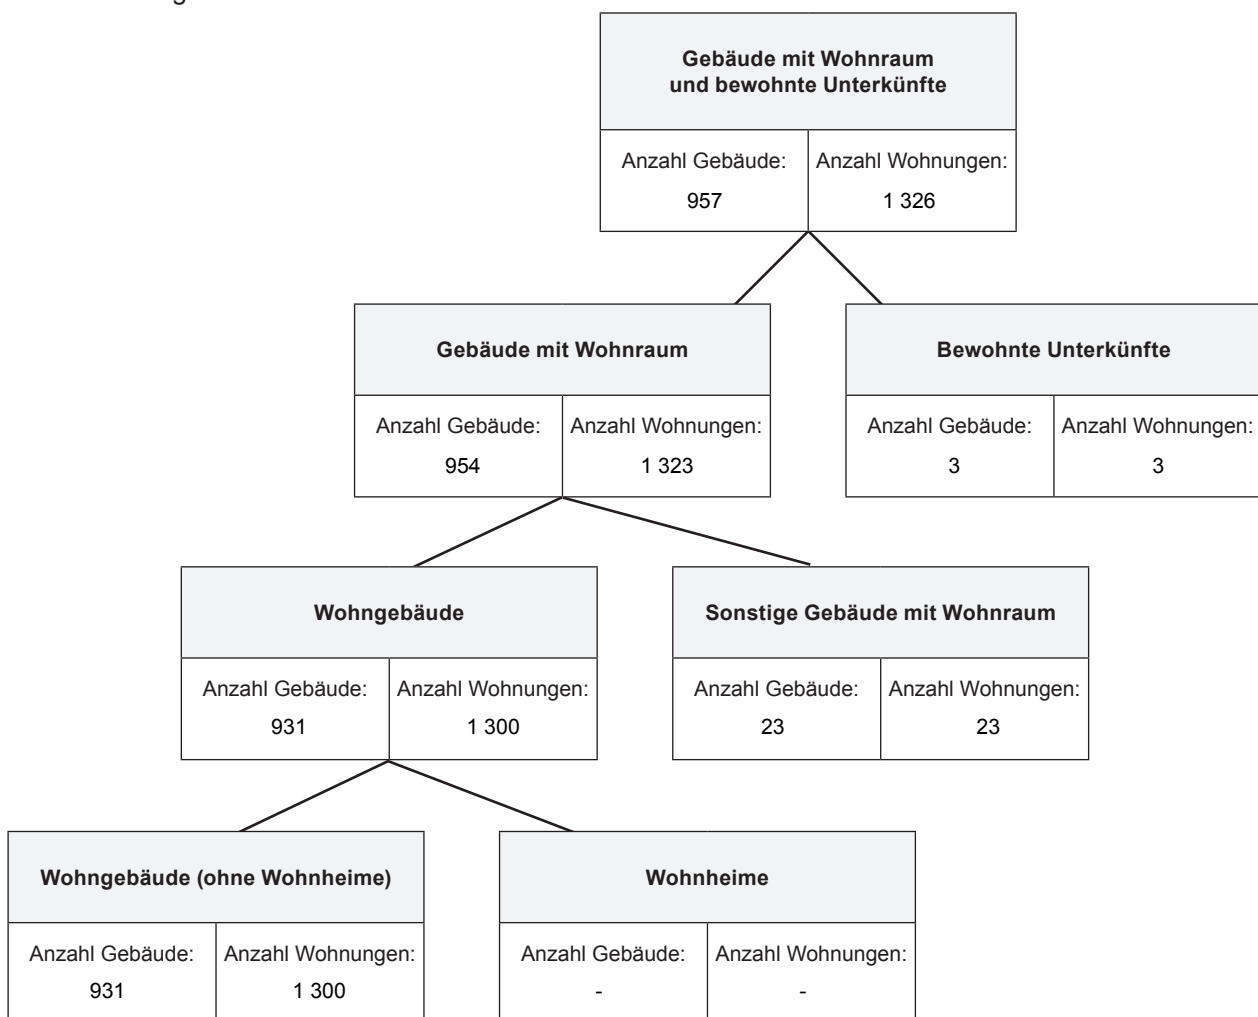 Gebäude mit Wohnraum
und bewohnte Unterkünfte
Anzahl Gebäude: Anzahl Wohnungen:
957 1 326
Gebäude mit Wohnraum Bewohnte Unterkünfte
Anzahl Gebäude: Anzahl Wohnungen: Anzahl Gebäude: Anzahl Wohnungen:
954 1 323 3 3
Wohngebäude Sonstige Gebäude mit Wohnraum
Anzahl Gebäude: Anzahl Wohnungen: Anzahl Gebäude: Anzahl Wohnungen:
931 1 300 23 23
Wohngebäude (ohne Wohnheime) Wohnheime
Anzahl Gebäude: Anzahl Wohnungen: Anzahl Gebäude: Anzahl Wohnungen:
931 1 300 - -